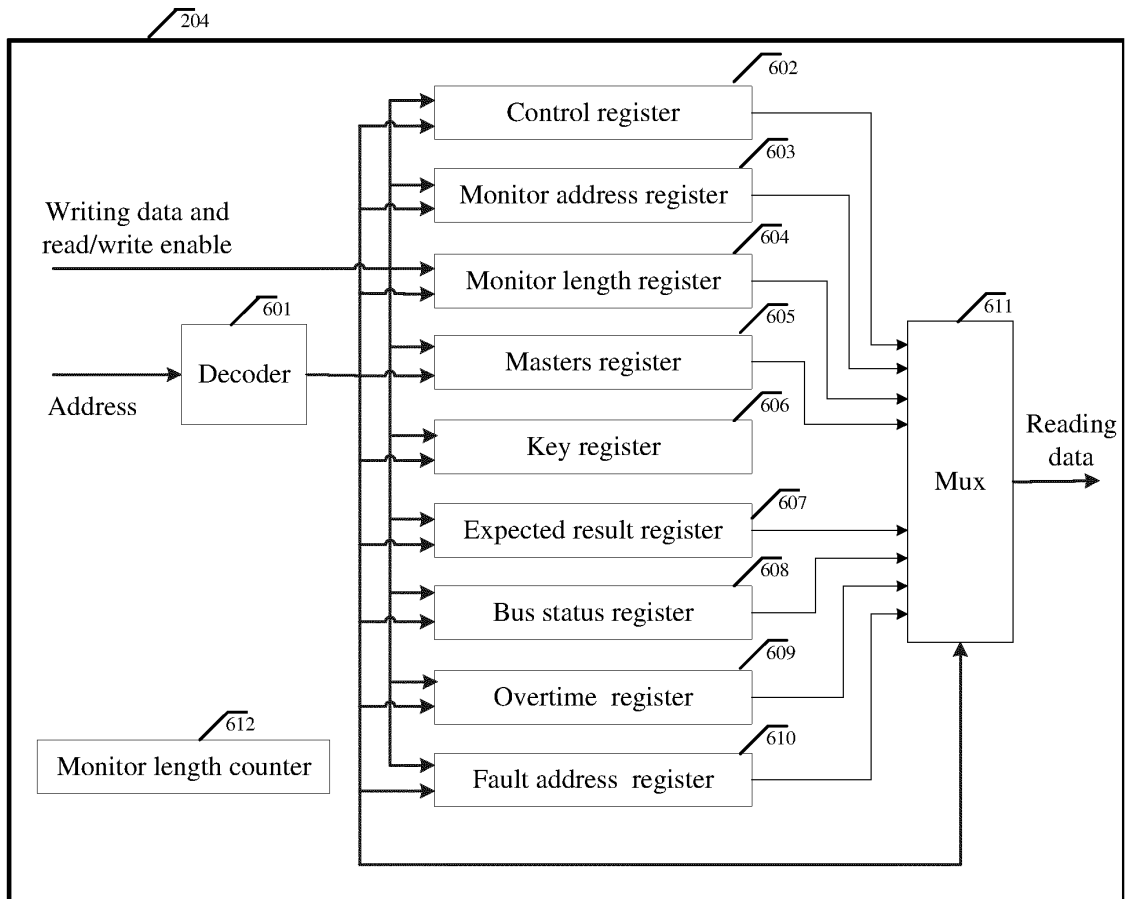 204
602
Control register
603
Monitor address register
Writing data and
read/write enable
604
Monitor length register
601
Decoder
Address
605
Masters register
611
Mux
606
Key register
Reading
data
607
Expected result register
608
Bus status register
609
Overtime register
612
Monitor length counter
610
Fault address register